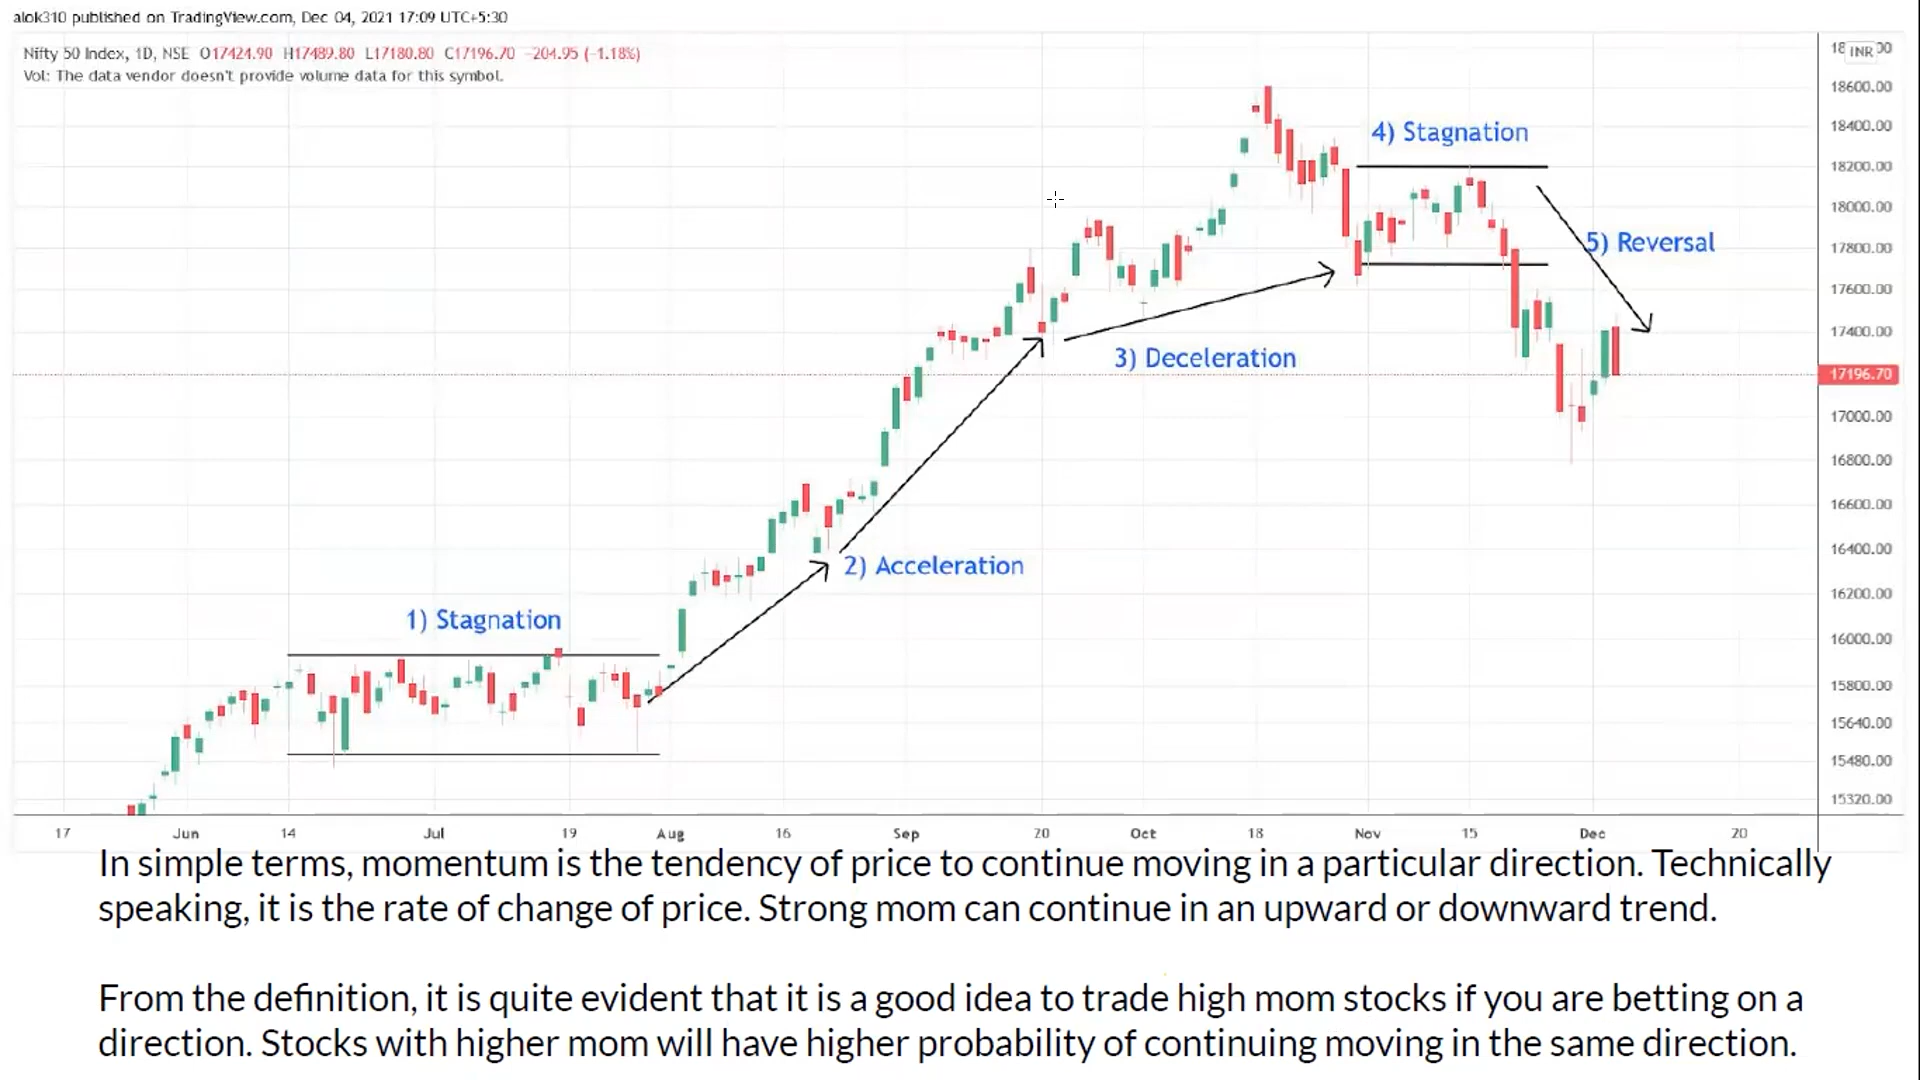 alok310 published on TradingView.com, Dec 04, 2021 17:09 UTC+5:30
Nifty 50 Index, 1D, NSE O17424.90 H17489.80 L17180.80 C17196.70 −204.95 (−1.18%)
Vol: The data vendor doesn't provide volume data for this symbol.
INR
18600.00
4) Stagnation
18400.00
18200.00
18000.00
5) Reversal
17800.00
17600.00
17400.00
3) Deceleration
17196.70
17000.00
16800.00
16600.00
16400.00
2) Acceleration
16200.00
1) Stagnation
16000.00
15800.00
15640.00
15480.00
15320.00
17 Jun 14 Jul 19 Aug 16 Sep 20 Oct 18 Nov 15 Dec 20
In simple terms, momentum is the tendency of price to continue moving in a particular direction. Technically
speaking, it is the rate of change of price. Strong mom can continue in an upward or downward trend.
From the definition, it is quite evident that it is a good idea to trade high mom stocks if you are betting on a
direction. Stocks with higher mom will have higher probability of continuing moving in the same direction.